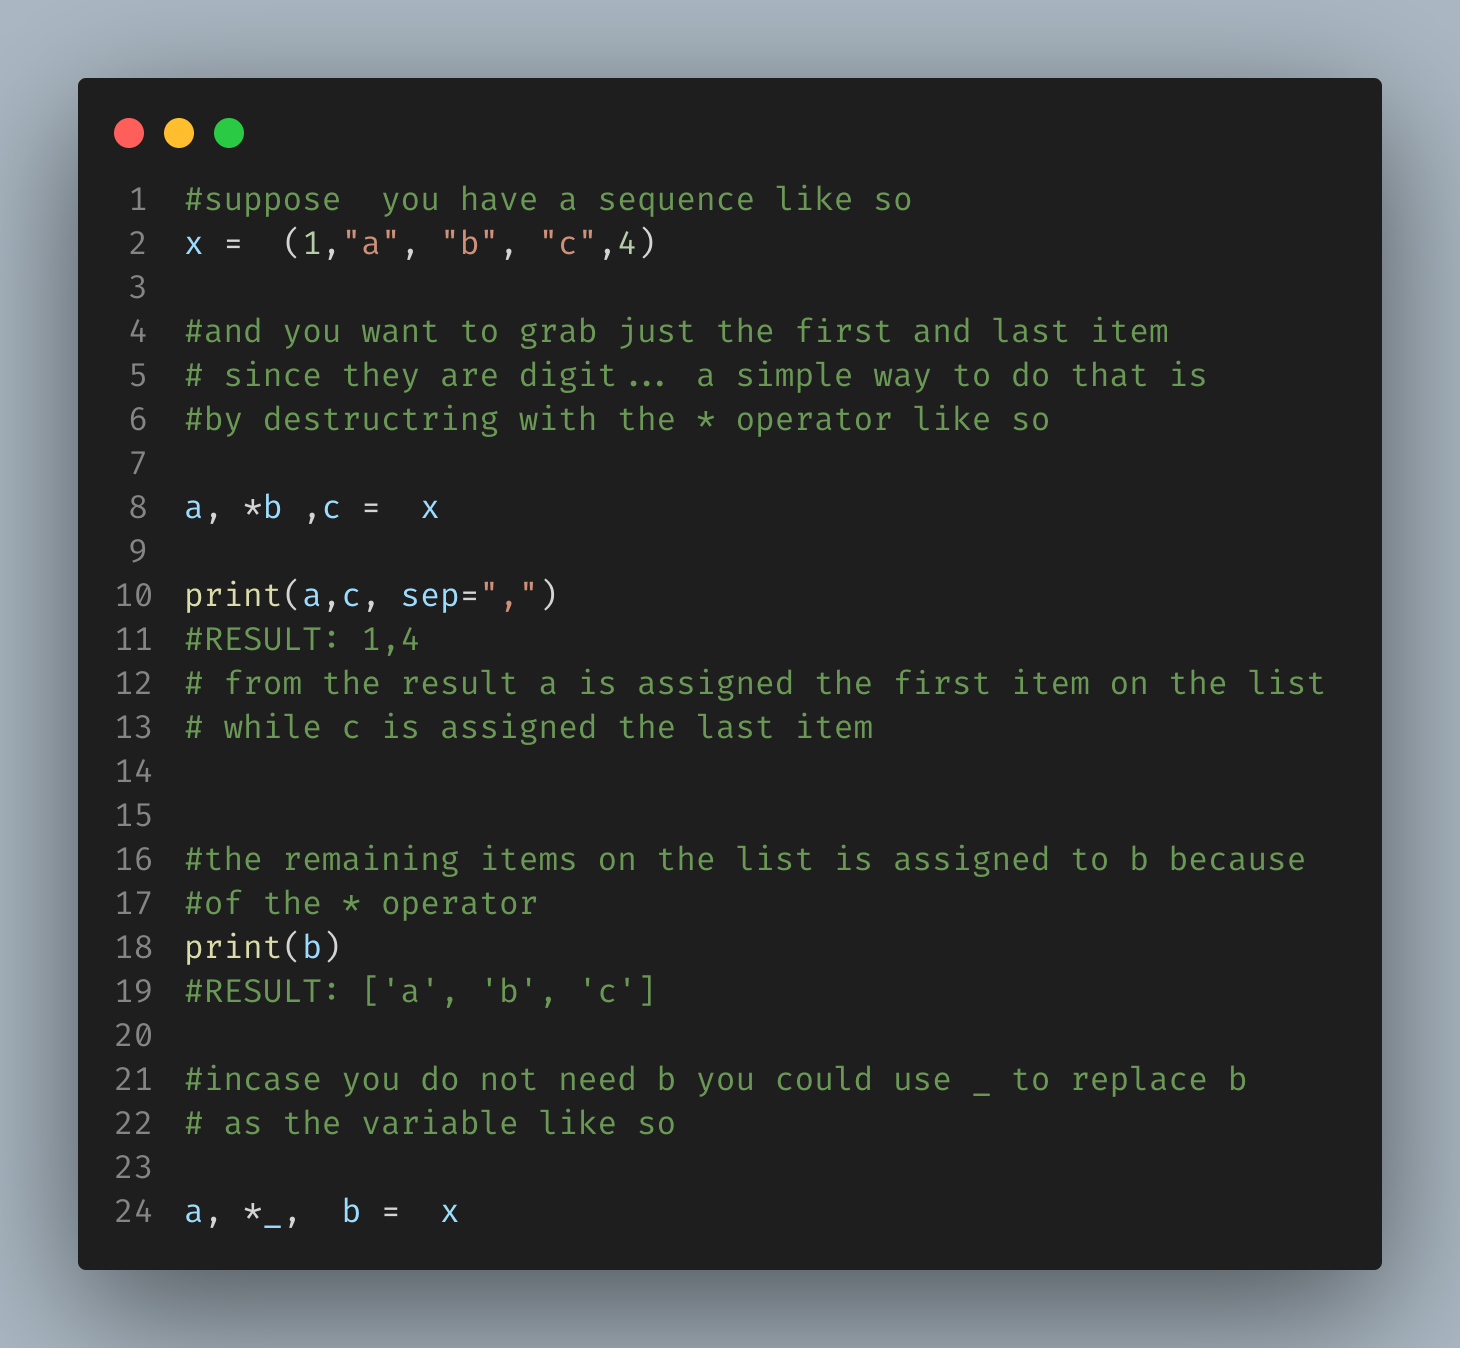 1 #suppose  you have a sequence like so
2 x =  (1,"a", "b", "c",4)
3
4 #and you want to grab just the first and last item
5 # since they are digit... a simple way to do that is
6 #by destructring with the * operator like so
7
8 a, *b ,c =  x
9
10 print(a,c, sep=",")
11 #RESULT: 1,4
12 # from the result a is assigned the first item on the list
13 # while c is assigned the last item
14
15
16 #the remaining items on the list is assigned to b because
17 #of the * operator
18 print(b)
19 #RESULT: ['a', 'b', 'c']
20
21 #incase you do not need b you could use _ to replace b
22 # as the variable like so
23
24 a, *_,  b =  x